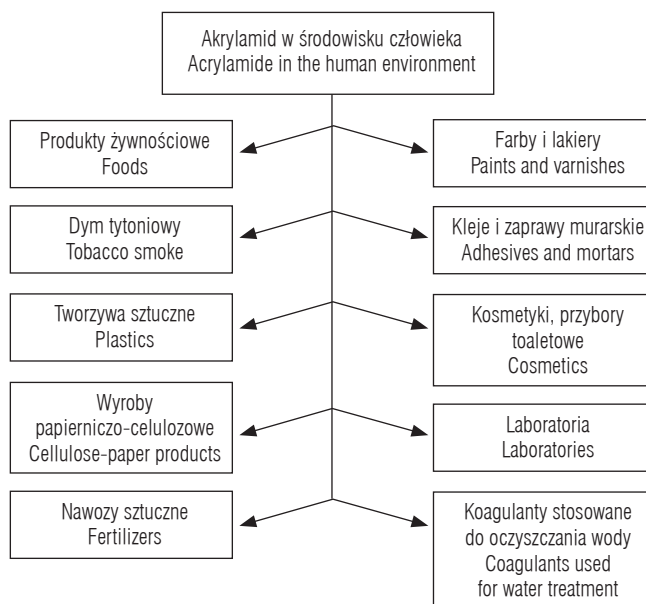 Akrylamid w środowisku człowieka
Acrylamide in the human environment
Produkty żywnościowe
Foods
Farby i lakiery
Paints and varnishes
Dym tytoniowy
Tobacco smoke
Kleje i zaprawy murarskie
Adhesives and mortars
Tworzywa sztuczne
Plastics
Kosmetyki, przybory
toaletowe
Cosmetics
Wyroby
papierniczo-celulozowe
Cellulose-paper products
Laboratoria
Laboratories
Nawozy sztuczne
Fertilizers
Koagulanty stosowane
do oczyszczania wody
Coagulants used
for water treatment